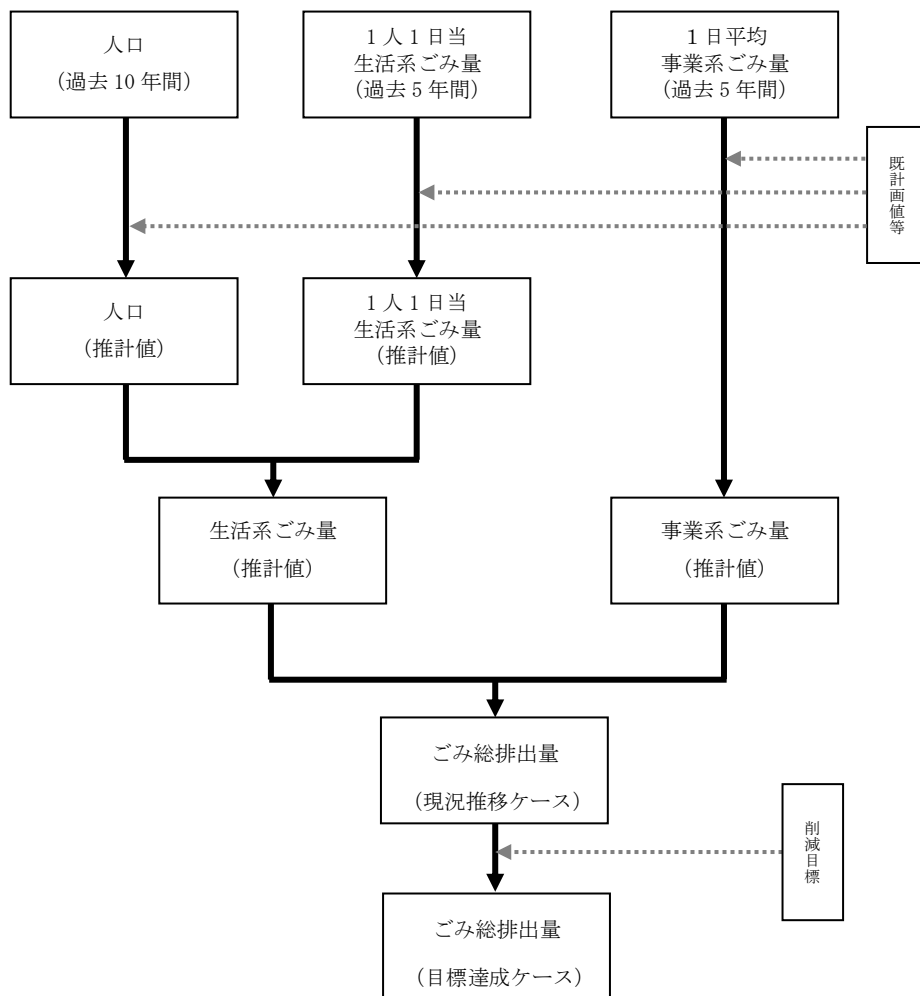 人口
（過去 10 年間）
1 人 1 日当
生活系ごみ量
（過去 5 年間）
１日平均
事業系ごみ量
（過去 5 年間）
既計画値等
人口
（推計値）
1 人 1 日当
生活系ごみ量
（推計値）
生活系ごみ量
（推計値）
事業系ごみ量
（推計値）
ごみ総排出量
（現況推移ケース）
削減目標
ごみ総排出量
（目標達成ケース）